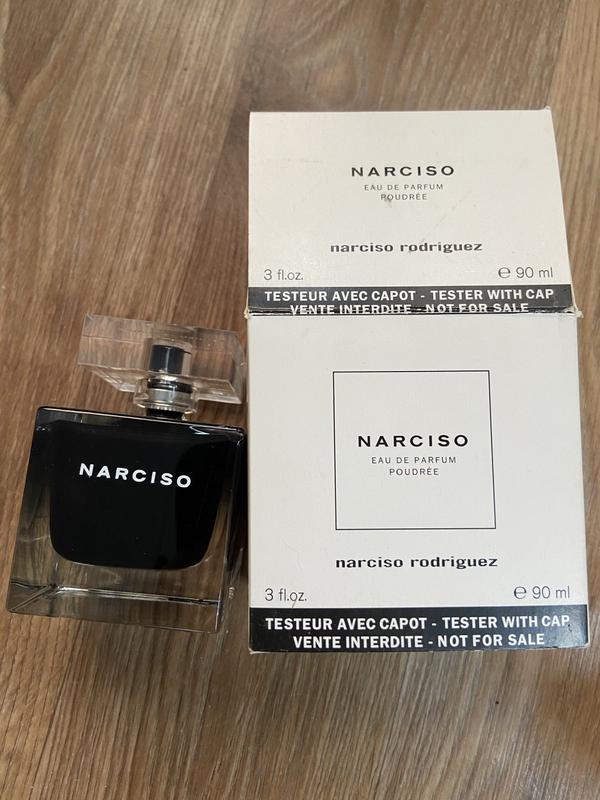 NARCISO
EAU DE PARFUM
POUDRÉE
narciso rodriguez
3 fl.oz. ℮ 90 ml
TESTEUR AVEC CAPOT - TESTER WITH CAP
VENTE INTERDITE - NOT FOR SALE
NARCISO
NARCISO
EAU DE PARFUM
POUDRÉE
narciso rodriguez
3 fl.oz. ℮ 90 ml
TESTEUR AVEC CAPOT - TESTER WITH CAP
VENTE INTERDITE - NOT FOR SALE